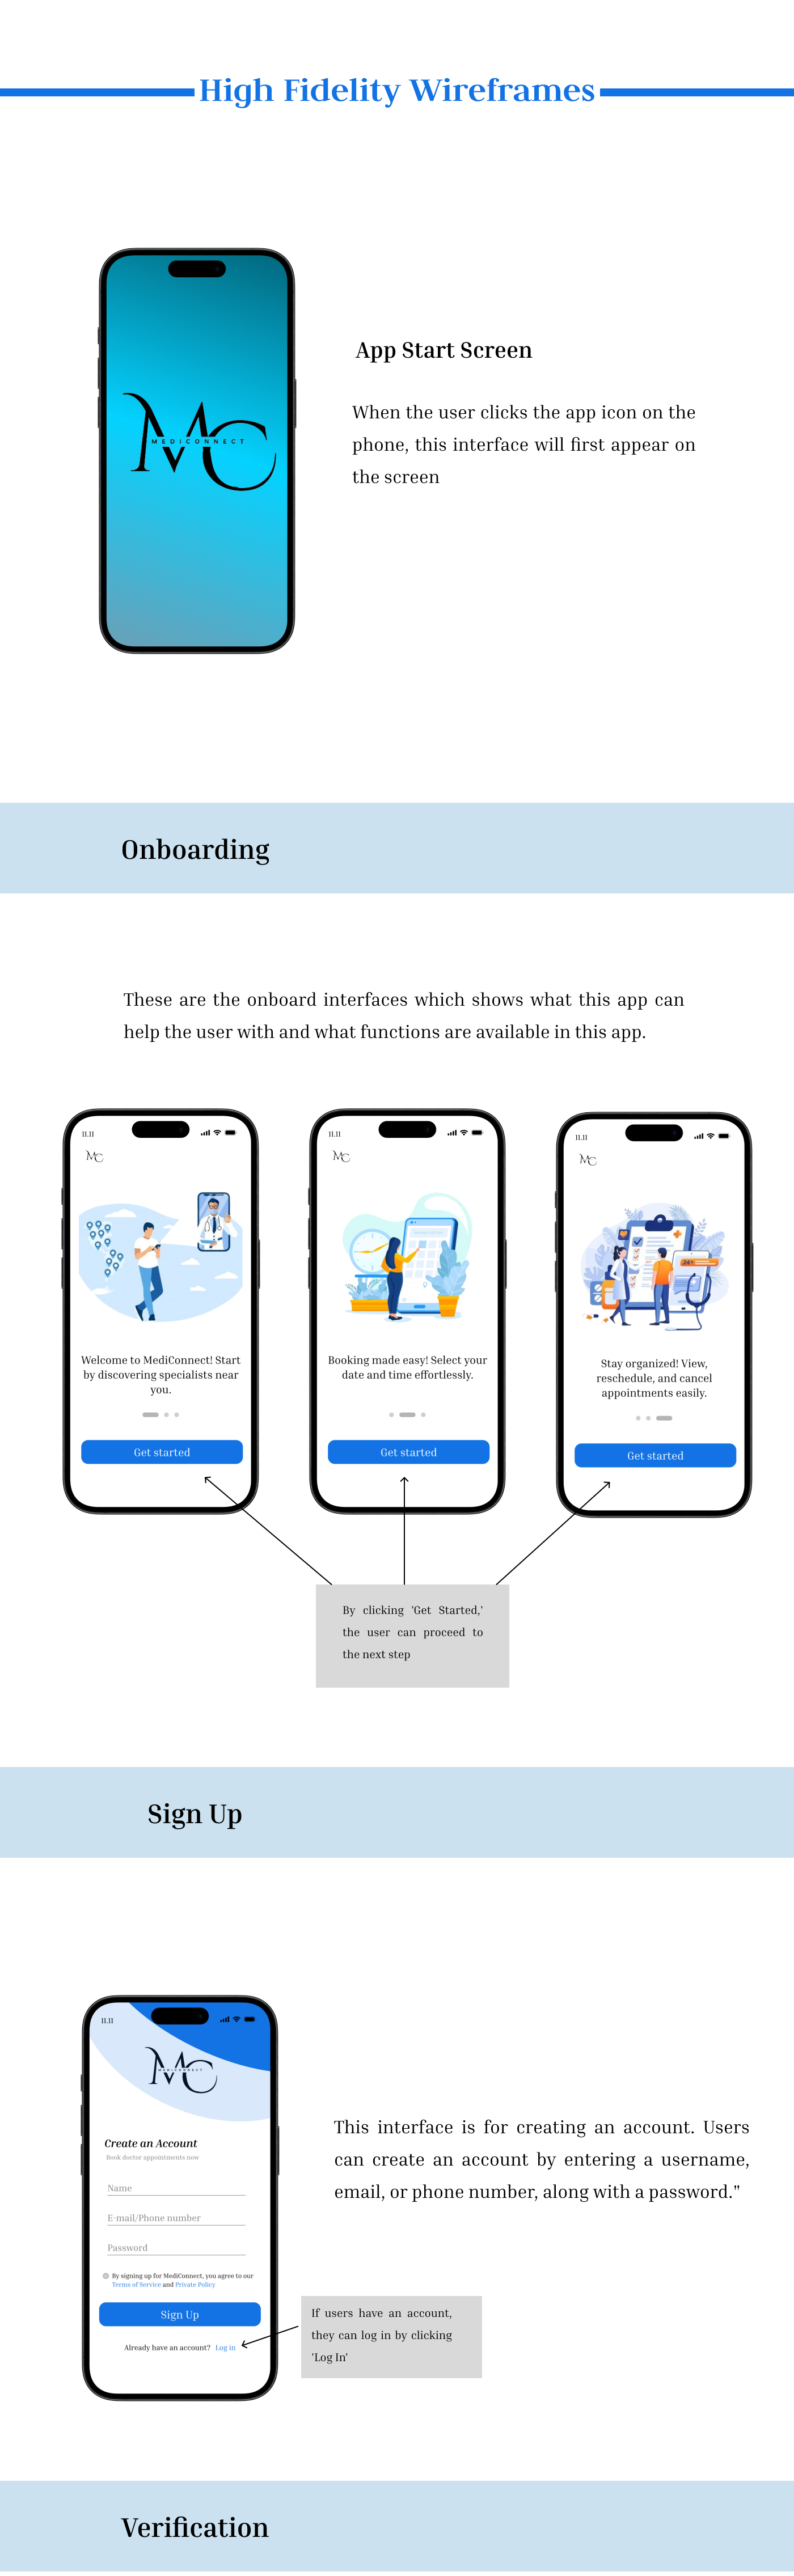 High Fidelity Wireframes
MC
MEDICONNECT
App Start Screen
When the user clicks the app icon on the
phone, this interface will first appear on
the screen
Onboarding
These are the onboard interfaces which shows what this app can
help the user with and what functions are available in this app.
11.11
MC
Welcome to MediConnect! Start
by discovering specialists near
you.
Get started
11.11
MC
Booking made easy! Select your
date and time effortlessly.
Get started
11.11
MC
Stay organized! View,
reschedule, and cancel
appointments easily.
Get started
By clicking 'Get Started,'
the user can proceed to
the next step
Sign Up
11.11
MC
MEDICONNECT
Create an Account
Book doctor appointments now
Name
E-mail/Phone number
Password
By signing up for MediConnect, you agree to our
Terms of Service and Private Policy
Sign Up
Already have an account? Log in
This interface is for creating an account. Users
can create an account by entering a username,
email, or phone number, along with a password."
If users have an account,
they can log in by clicking
'Log In'
Verification